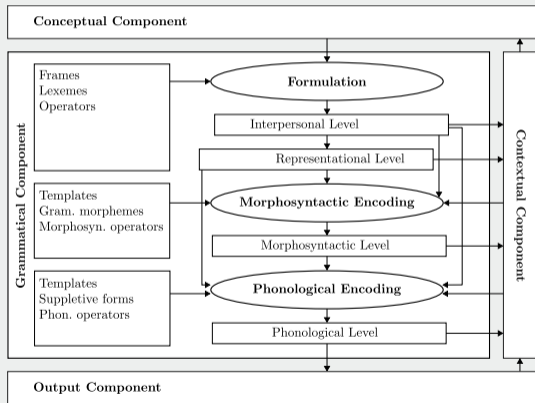 Conceptual Component
Grammatical Component
Frames
Lexemes
Operators
Formulation
Interpersonal Level
Representational Level
Templates
Gram. morphemes
Morphosyn. operators
Morphosyntactic Encoding
Morphosyntactic Level
Templates
Suppletive forms
Phon. operators
Phonological Encoding
Phonological Level
Contextual Component
Output Component